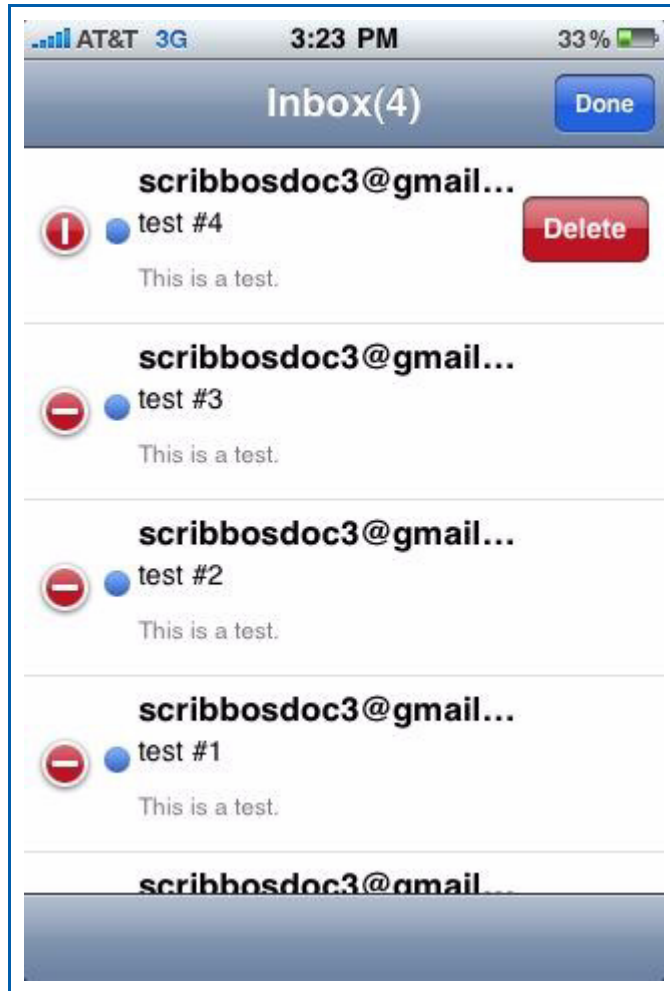 AT&T 3G 3:23 PM 33%
Inbox(4) Done
scribbosdoc3@gmail...
test #4
Delete
This is a test.
scribbosdoc3@gmail...
test #3
This is a test.
scribbosdoc3@gmail...
test #2
This is a test.
scribbosdoc3@gmail...
test #1
This is a test.
scribbosdoc3@gmail...